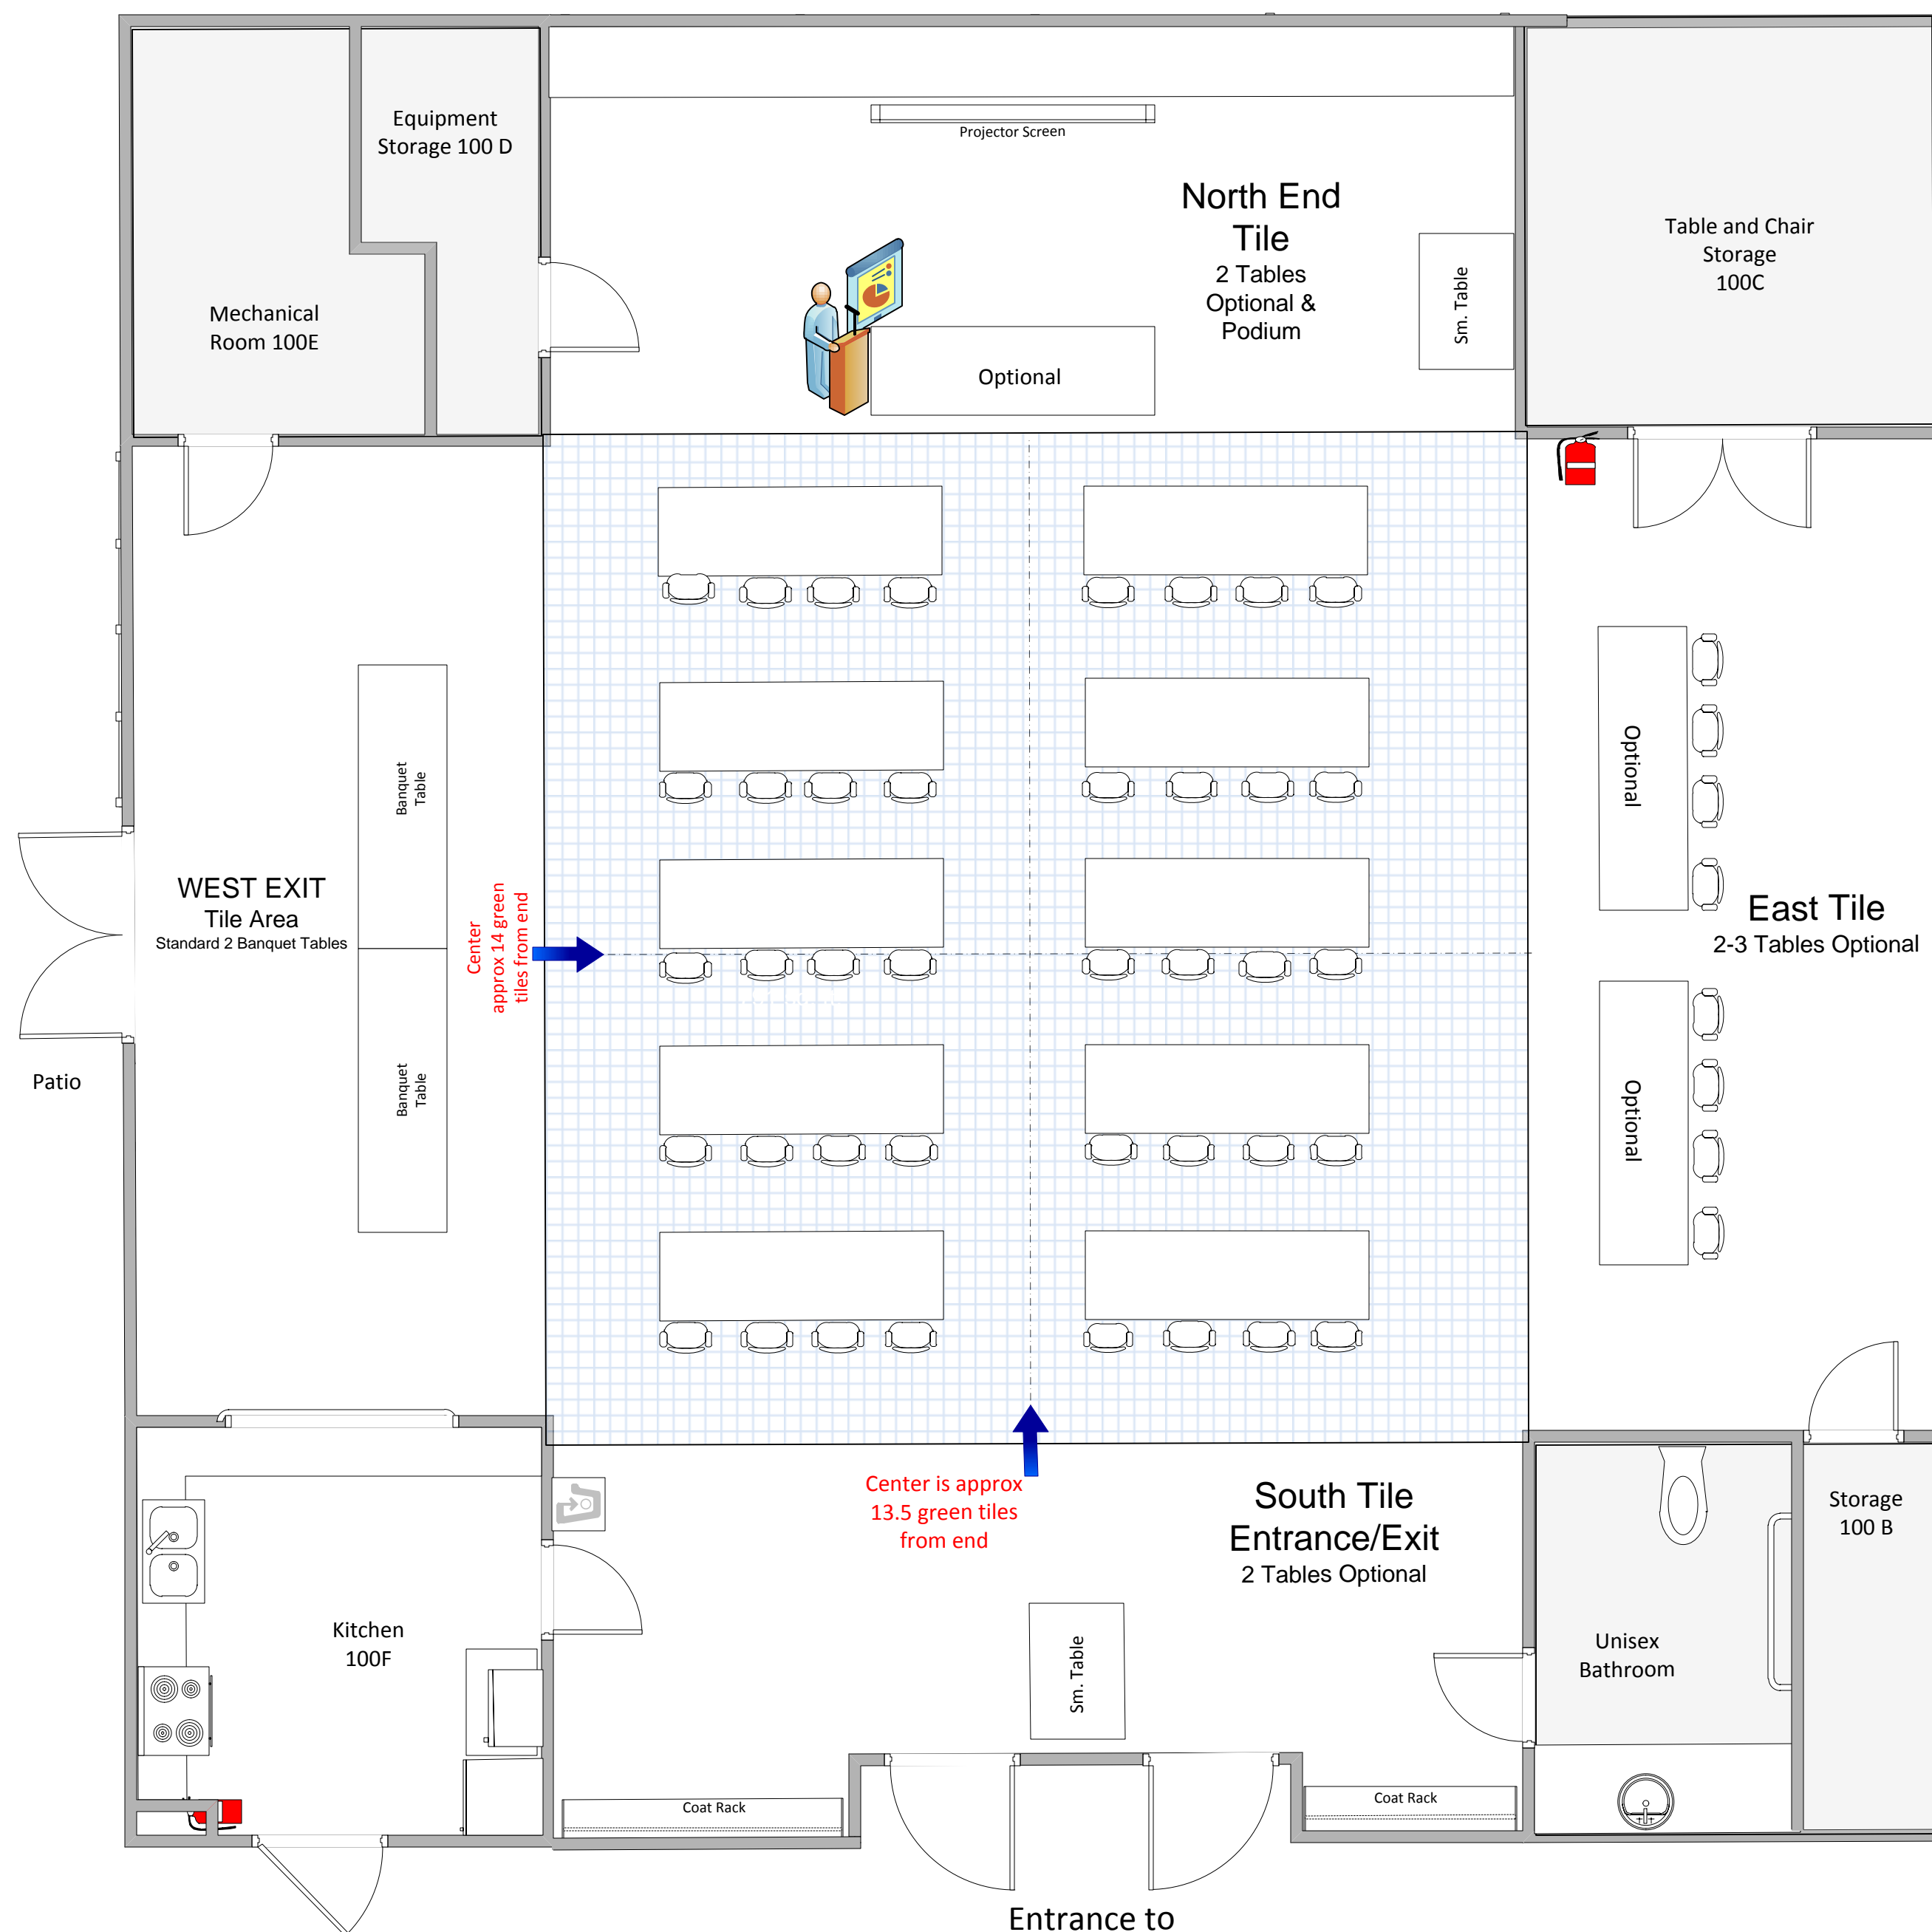 Equipment
Storage 100 D
Projector Screen
North End
Tile
2 Tables
Optional &
Podium
Sm. Table
Table and Chair
Storage
100C
Mechanical
Room 100E
Optional
Banquet
Table
Optional
WEST EXIT
Tile Area
Standard 2 Banquet Tables
Center
approx 14 green
tiles from end
East Tile
2-3 Tables Optional
Patio
Banquet
Table
Optional
Center is approx
13.5 green tiles
from end
South Tile
Entrance/Exit
2 Tables Optional
Storage
100 B
Kitchen
100F
Sm. Table
Unisex
Bathroom
Coat Rack
Coat Rack
Entrance to